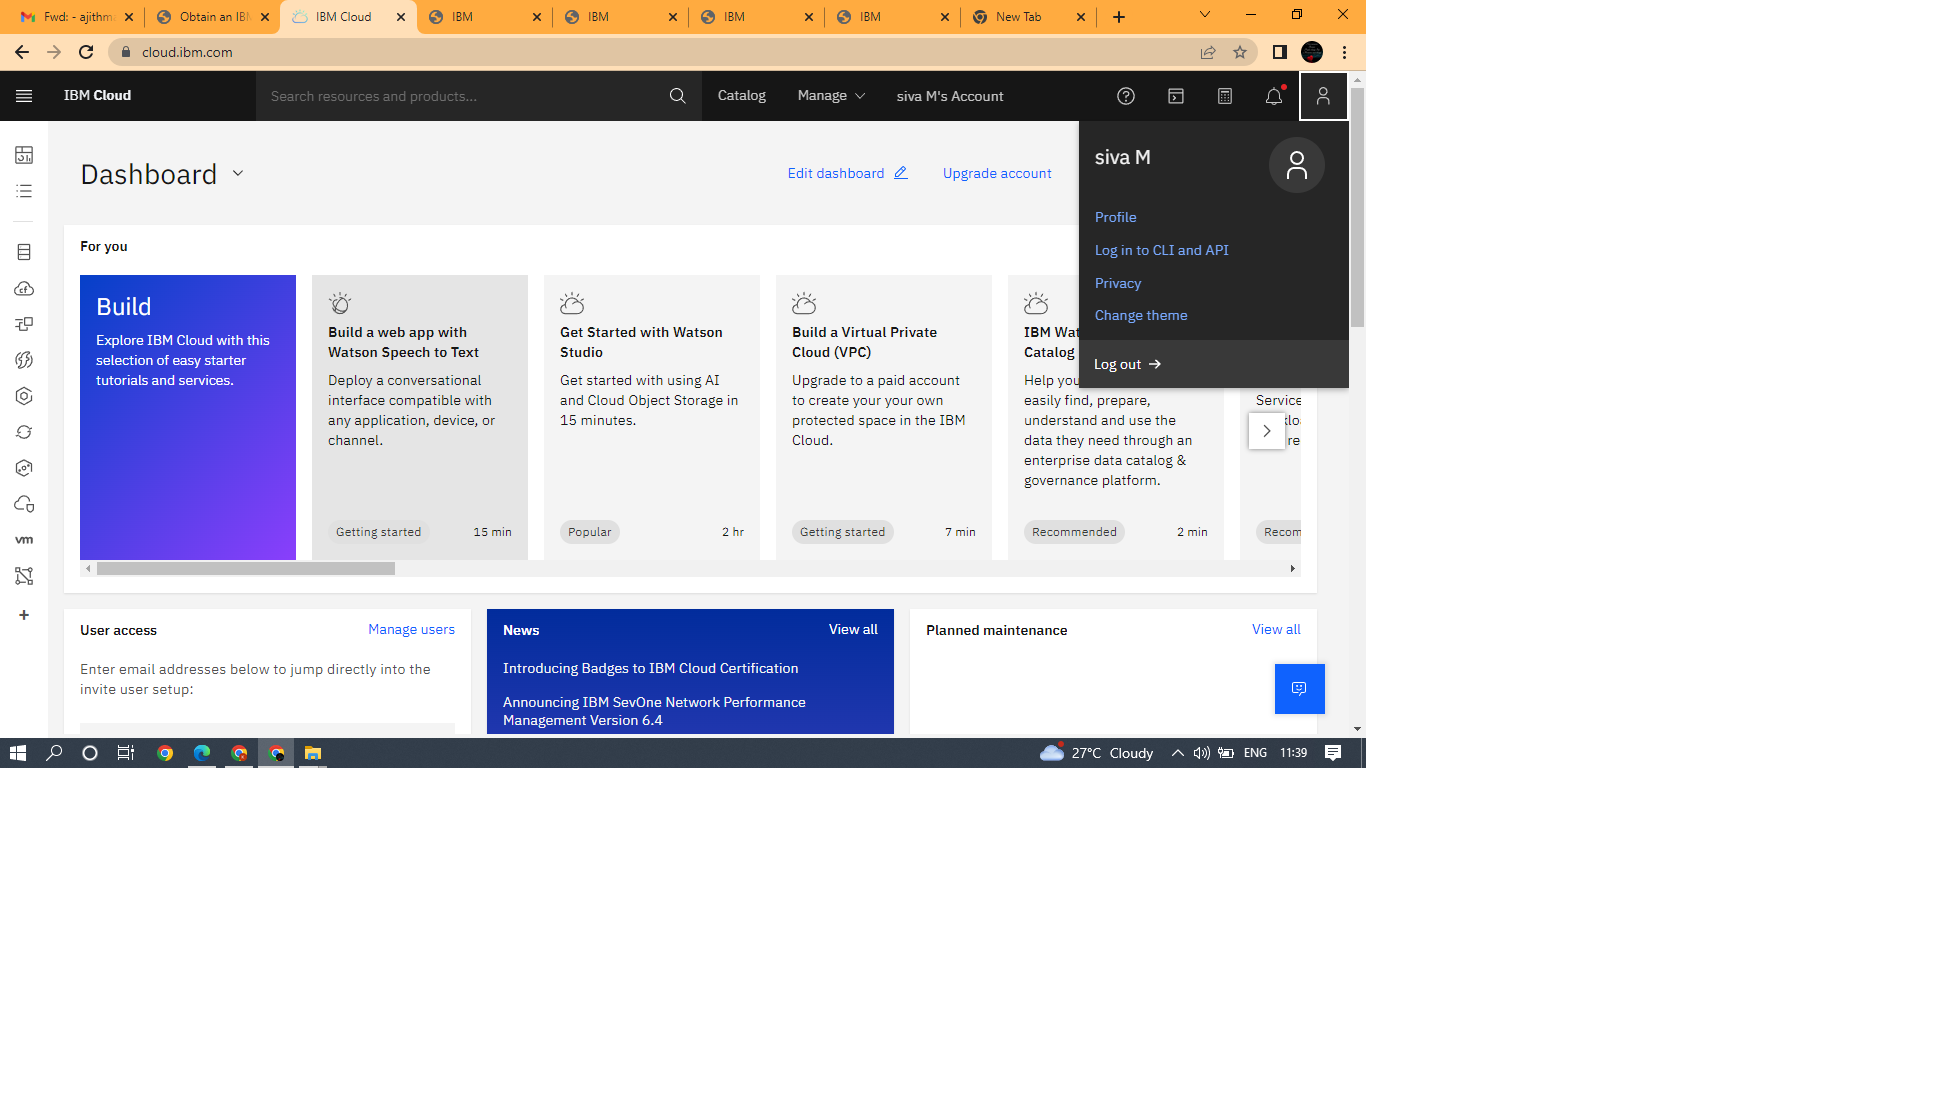 Fwd: - ajithm
Obtain an IBM
IBM Cloud
IBM
IBM
IBM
IBM
New Tab
cloud.ibm.com
IBM Cloud
Search resources and products...
Catalog
Manage
siva M's Account
Dashboard
Edit dashboard
Upgrade account
siva M
Profile
Log in to CLI and API
Privacy
Change theme
Log out
For you
Build
Explore IBM Cloud with this
selection of easy starter
tutorials and services.
Build a web app with
Watson Speech to Text
Deploy a conversational
interface compatible with
any application, device, or
channel.
Getting started
15 min
Get Started with Watson
Studio
Get started with using AI
and Cloud Object Storage in
15 minutes.
Popular
2 hr
Build a Virtual Private
Cloud (VPC)
Upgrade to a paid account
to create your your own
protected space in the IBM
Cloud.
Getting started
7 min
IBM Wat
Catalog
Help you
easily find, prepare,
understand and use the
data they need through an
enterprise data catalog &
governance platform.
Recommended
2 min
Service
klo
re
Recom
User access
Manage users
Enter email addresses below to jump directly into the
invite user setup:
News
View all
Introducing Badges to IBM Cloud Certification
Announcing IBM SevOne Network Performance
Management Version 6.4
Planned maintenance
View all
cf
vm
27°C Cloudy
ENG
11:39